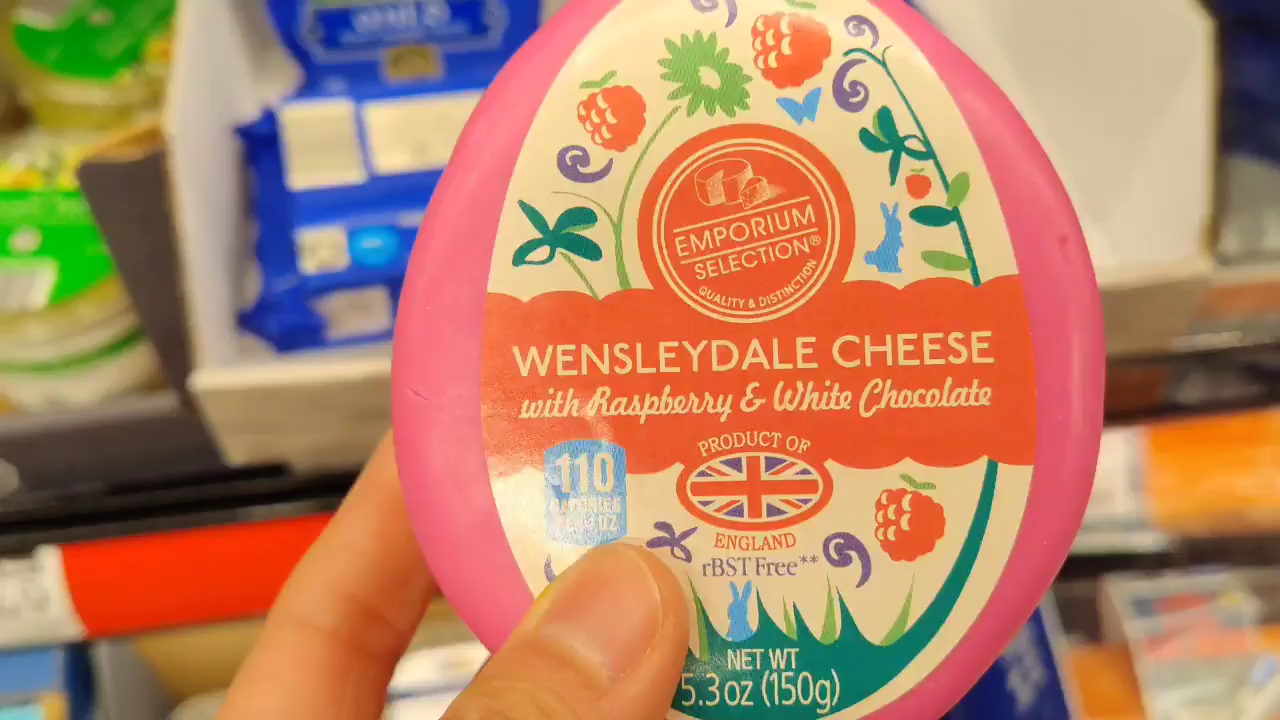 EMPORIUM
SELECTION®
QUALITY & DISTINCTION
WENSLEYDALE CHEESE
with Raspberry & White Chocolate
PRODUCT OF
ENGLAND
110
CALORIES
rBST Free**
NET WT
5.3 oz (150g)